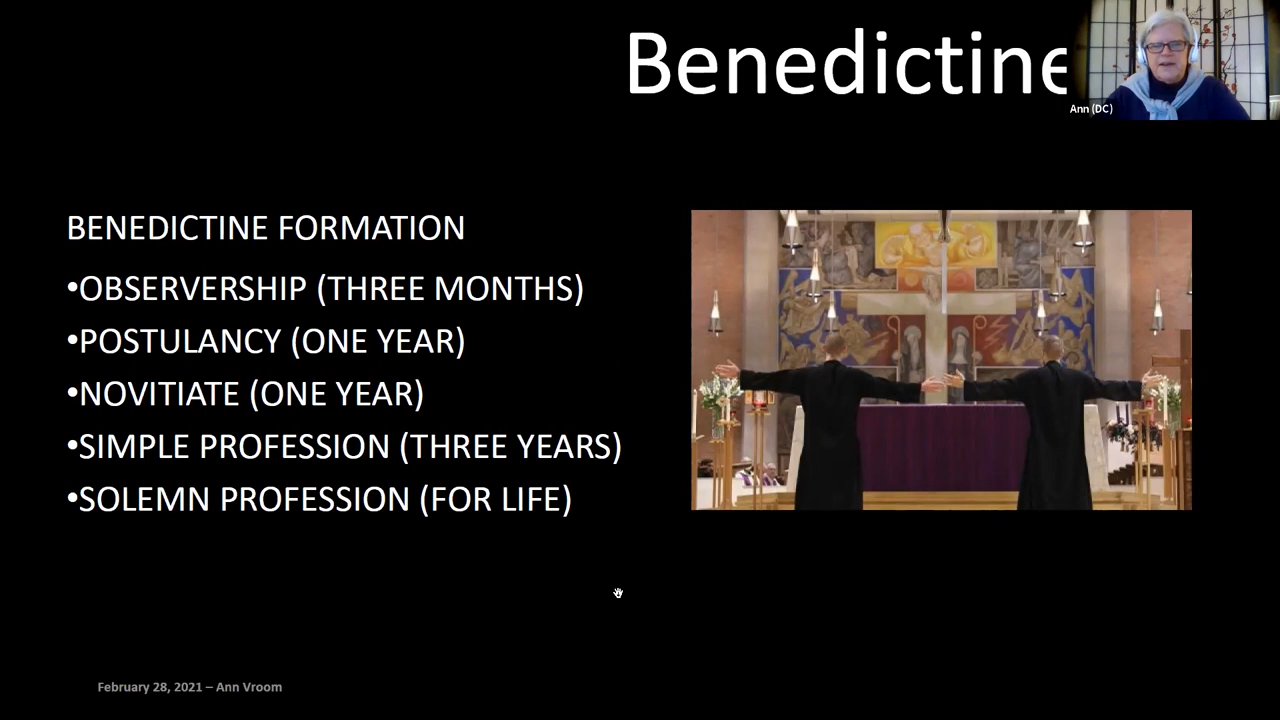 Benedictine
Ann (DC)
BENEDICTINE FORMATION
•OBSERVERSHIP (THREE MONTHS)
•POSTULANCY (ONE YEAR)
•NOVITIATE (ONE YEAR)
•SIMPLE PROFESSION (THREE YEARS)
•SOLEMN PROFESSION (FOR LIFE)
February 28, 2021 – Ann Vroom